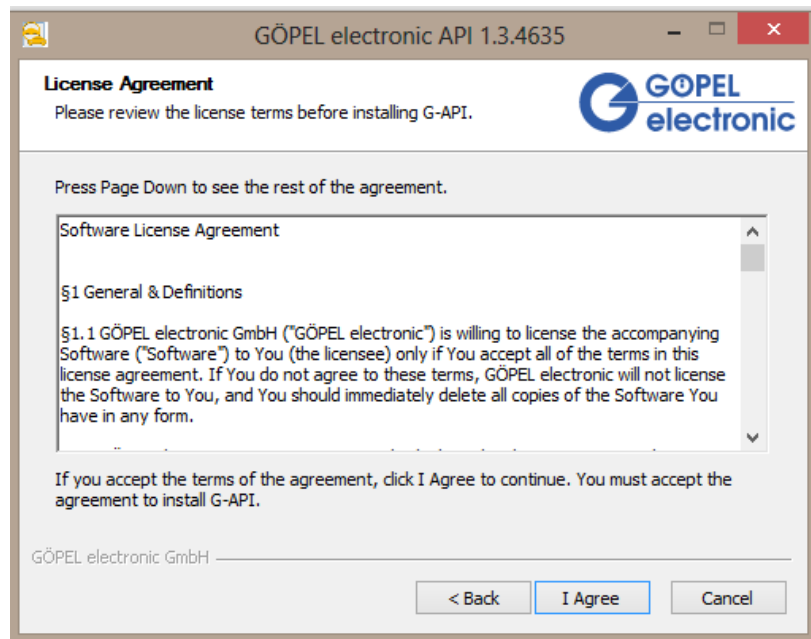 GÖPEL electronic API 1.3.4635
License Agreement
Please review the license terms before installing G-API.
GÖPEL
electronic
Press Page Down to see the rest of the agreement.
Software License Agreement
§1 General & Definitions
§1.1 GÖPEL electronic GmbH ("GÖPEL electronic") is willing to license the accompanying
Software ("Software") to You (the licensee) only if You accept all of the terms in this
license agreement. If You do not agree to these terms, GÖPEL electronic will not license
the Software to You, and You should immediately delete all copies of the Software You
have in any form.
If you accept the terms of the agreement, click I Agree to continue. You must accept the
agreement to install G-API.
GÖPEL electronic GmbH
< Back
I Agree
Cancel